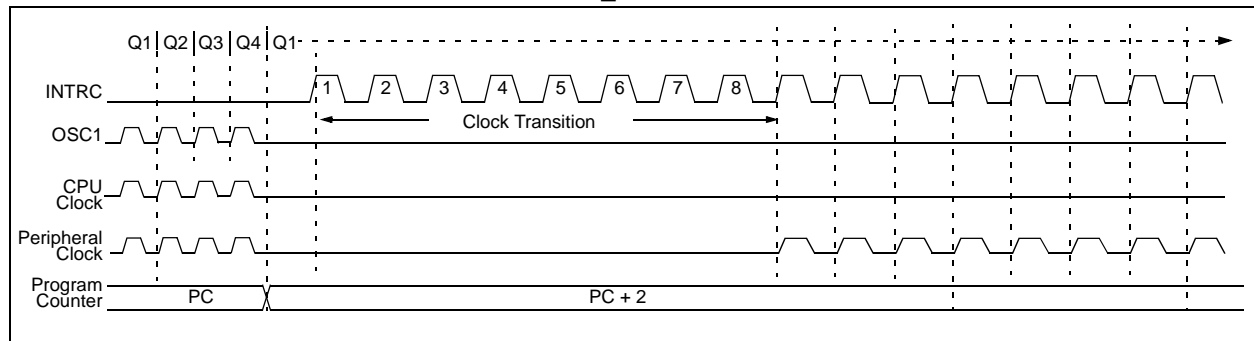 Q1 Q2 Q3 Q4 Q1
INTRC
1 2 3 4 5 6 7 8
Clock Transition
OSC1
CPU
Clock
Peripheral
Clock
Program
Counter
PC
PC + 2